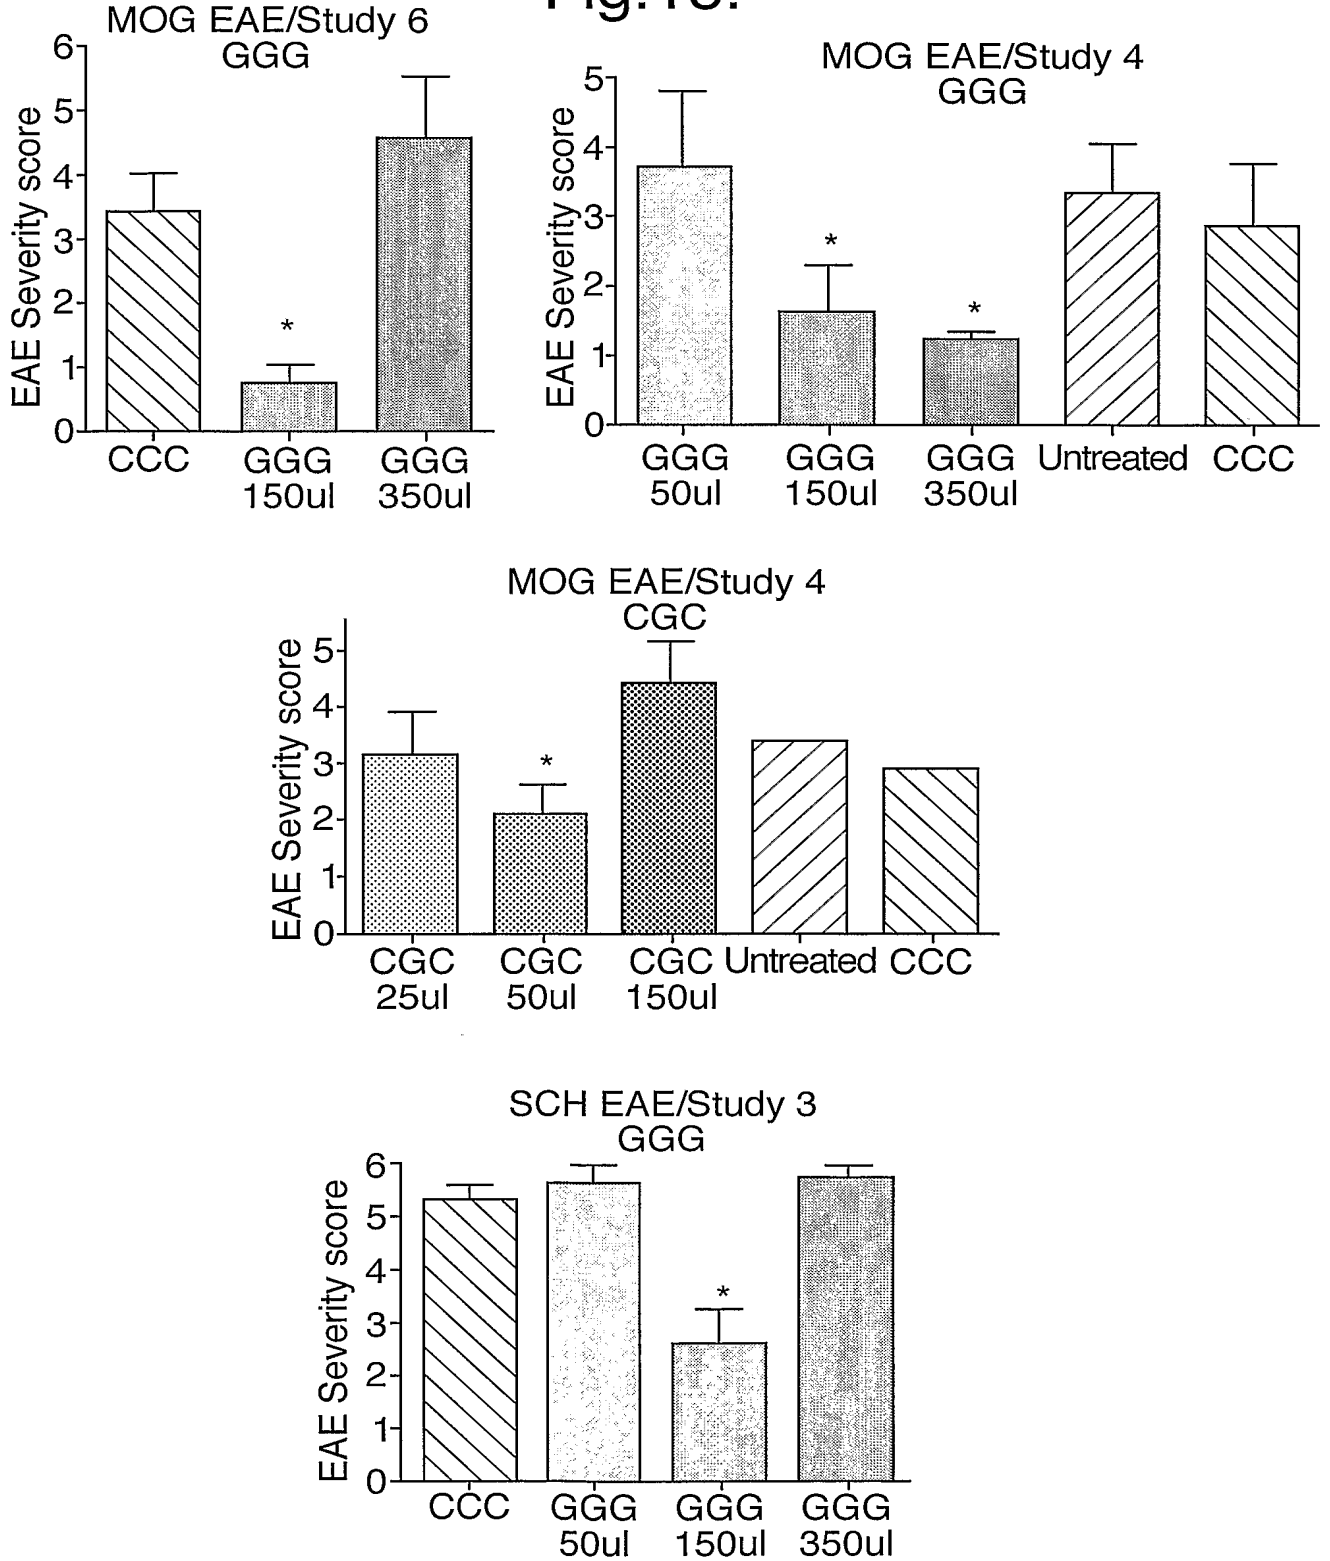 MOG EAE/Study 6
GGG
EAE Severity score
6
5
4
3
2
1
0
*
CCC
GGG
150ul
GGG
350ul
MOG EAE/Study 4
GGG
EAE Severity score
5
4
3
2
1
0
*
*
GGG
50ul
GGG
150ul
GGG
350ul
Untreated
CCC
MOG EAE/Study 4
CGC
EAE Severity score
5
4
3
2
1
0
*
CGC
25ul
CGC
50ul
CGC
150ul
Untreated
CCC
SCH EAE/Study 3
GGG
EAE Severity score
6
5
4
3
2
1
0
*
CCC
GGG
50ul
GGG
150ul
GGG
350ul